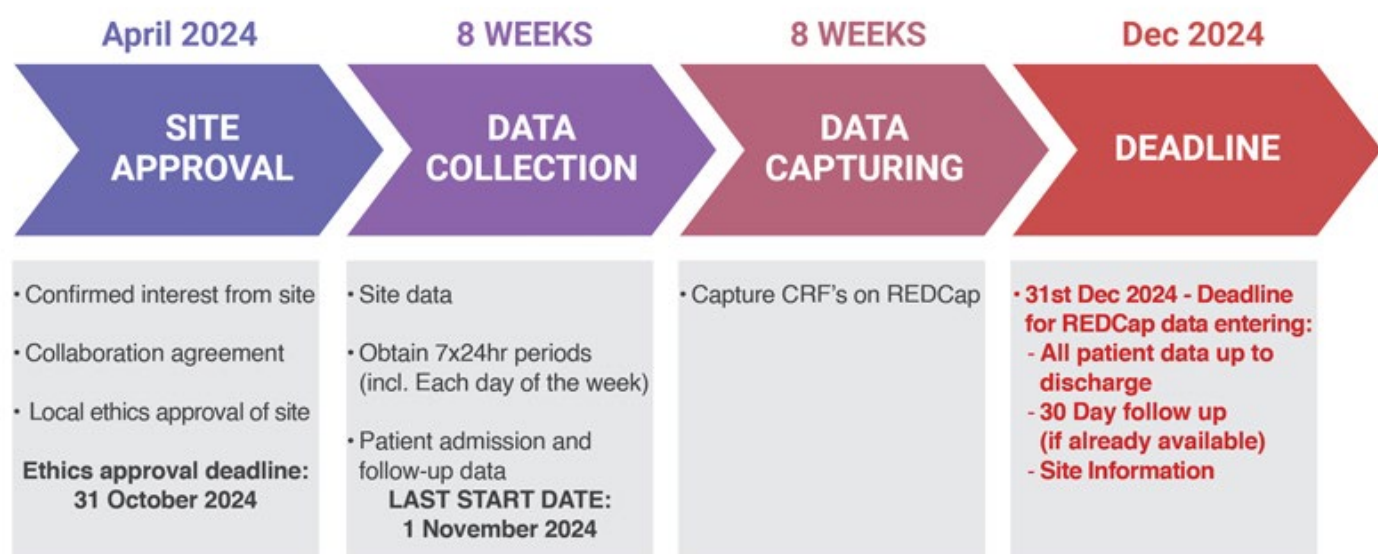 April 2024
SITE
APPROVAL
• Confirmed interest from site
• Collaboration agreement
• Local ethics approval of site
Ethics approval deadline:
31 October 2024
8 WEEKS
DATA
COLLECTION
• Site data
• Obtain 7x24hr periods
(incl. Each day of the week)
• Patient admission and
follow-up data
LAST START DATE:
1 November 2024
8 WEEKS
DATA
CAPTURING
• Capture CRF's on REDCap
Dec 2024
DEADLINE
• 31st Dec 2024 - Deadline
for REDCap data entering:
- All patient data up to
discharge
- 30 Day follow up
(if already available)
- Site Information